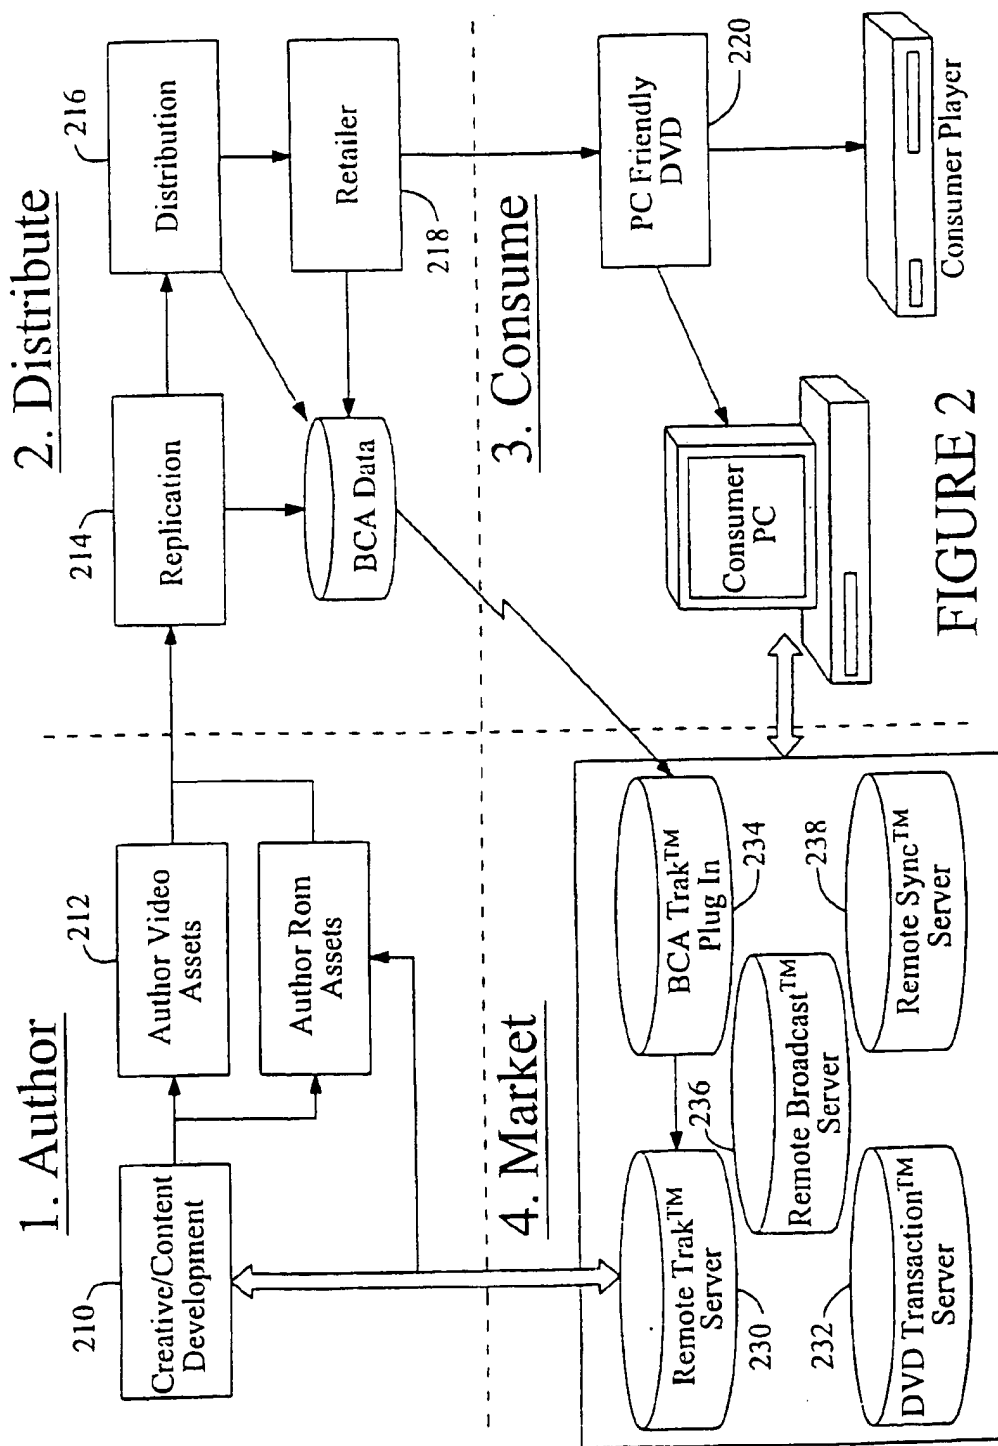 1. Author
210
Creative/Content
Development
212
Author Video
Assets
Author Rom
Assets
2. Distribute
214
Replication
216
Distribution
Retailer
218
BCA Data
4. Market
Remote Trak™
Server
230
BCA Trak™
Plug In
234
236
Remote Broadcast™
Server
232
DVD Transaction™
Server
238
Remote Sync™
Server
3. Consume
PC Friendly
DVD
220
Consumer
PC
Consumer Player
FIGURE 2